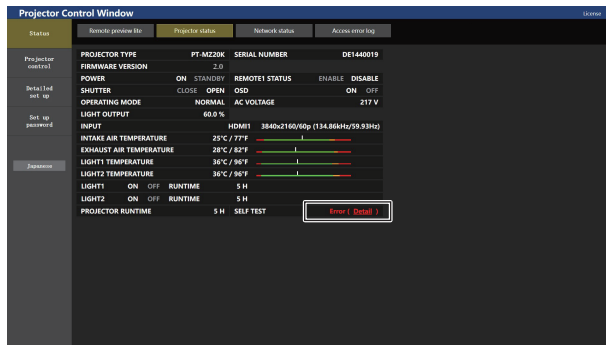 Projector Control Window
License
Status
Remote preview lite
Projector status
Network status
Access error log
Projector
control
Detailed
set up
Set up
password
Japanese
PROJECTOR TYPE PT-MZ20K SERIAL NUMBER DE1440019
FIRMWARE VERSION 2.0
POWER ON STANDBY REMOTE1 STATUS ENABLE DISABLE
SHUTTER CLOSE OPEN OSD ON OFF
OPERATING MODE NORMAL AC VOLTAGE 217 V
LIGHT OUTPUT 60.0 %
INPUT HDMI1 3840x2160/60p (134.86kHz/59.93Hz)
INTAKE AIR TEMPERATURE 25°C / 77°F
EXHAUST AIR TEMPERATURE 28°C / 82°F
LIGHT1 TEMPERATURE 36°C / 96°F
LIGHT2 TEMPERATURE 36°C / 96°F
LIGHT1 ON OFF RUNTIME 5 H
LIGHT2 ON OFF RUNTIME 5 H
PROJECTOR RUNTIME 5 H SELF TEST Error ( Detail )